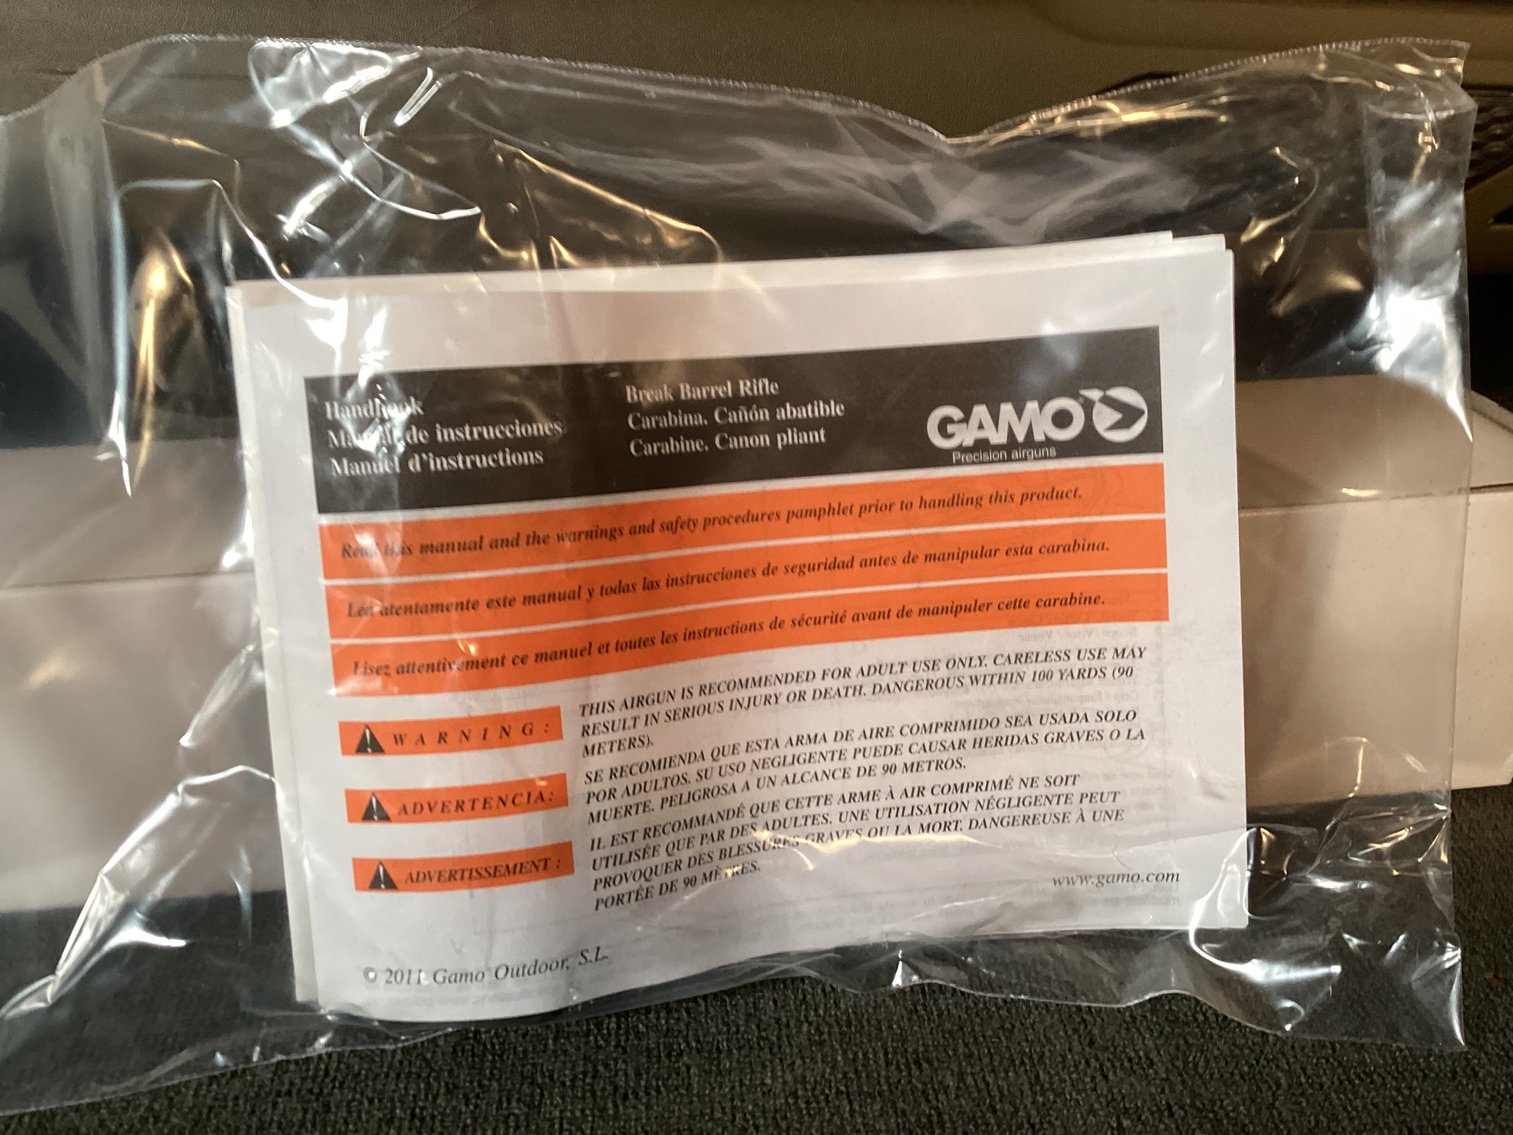 Handbook
Manual de instrucciones
Manuel d'instructions
Break Barrel Rifle
Carabina. Cañón abatible
Carabine. Canon pliant
GAMO
Precision airguns
Read this manual and the warnings and safety procedures pamphlet prior to handling this product.
Lea atentamente este manual y todas las instrucciones de seguridad antes de manipular esta carabina.
Lisez attentivement ce manuel et toutes les instructions de sécurité avant de manipuler cette carabine.
WARNING:
THIS AIRGUN IS RECOMMENDED FOR ADULT USE ONLY. CARELESS USE MAY
RESULT IN SERIOUS INJURY OR DEATH. DANGEROUS WITHIN 100 YARDS (90
METERS).
ADVERTENCIA:
SE RECOMIENDA QUE ESTA ARMA DE AIRE COMPRIMIDO SEA USADA SOLO
POR ADULTOS. SU USO NEGLIGENTE PUEDE CAUSAR HERIDAS GRAVES O LA
MUERTE. PELIGROSA A UN ALCANCE DE 90 METROS.
ADVERTISSEMENT:
IL EST RECOMMANDÉ QUE CETTE ARME À AIR COMPRIMÉ NE SOIT
UTILISÉE QUE PAR DES ADULTES. UNE UTILISATION NÉGLIGENTE PEUT
PROVOQUER DES BLESSURES GRAVES OU LA MORT. DANGEREUSE À UNE
PORTÉE DE 90 MÈTRES.
www.gamo.com
© 2011 Gamo Outdoor, S.L.